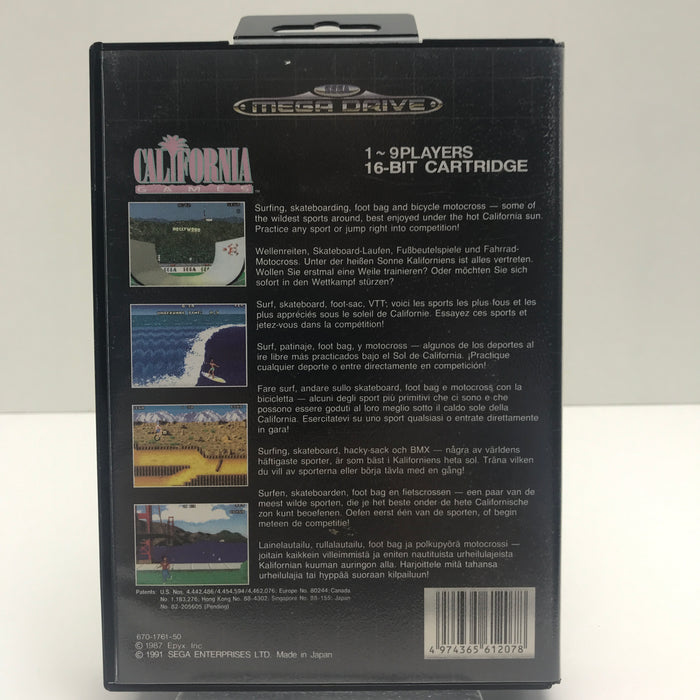 SEGA
MEGA DRIVE
CALIFORNIA
GAMES™
1~9PLAYERS
16-BIT CARTRIDGE
Surfing, skateboarding, foot bag and bicycle motocross — some of
the wildest sports around, best enjoyed under the hot California sun.
Practice any sport or jump right into competition!
HOLLYWOOD
SEGA SEGA SEGA
Wellenreiten, Skateboard-Laufen, Fußbeutelspiele und Fahrrad-
Motocross. Unter der heißen Sonne Kaliforniens ist alles vertreten.
Wollen Sie erstmal eine Weile trainieren? Oder möchten Sie sich
sofort in den Wettkampf stürzen?
Surf, skateboard, foot-sac, VTT; voici les sports les plus fous et les
plus appréciés sous le soleil de Californie. Essayez ces sports et
jetez-vous dans la compétition!
Surf, patinaje, foot bag, y motocross — algunos de los deportes al
aire libre más practicados bajo el Sol de California. ¡Practique
cualquier deporte o entre directamente en competición!
Fare surf, andare sullo skateboard, foot bag e motocross con la
bicicletta — alcuni degli sport più primitivi che ci sono e che
possono essere goduti al loro meglio sotto il caldo sole della
California. Esercitatevi su uno sport qualsiasi o entrate direttamente
in gara!
Surfing, skateboard, hacky-sack och BMX — några av världens
häftigaste sporter, är som bäst i Kaliforniens heta sol. Träna vilken
du vill av sporterna eller börja tävla med en gång!
Surfen, skateboarden, foot bag en fietscrossen — een paar van de
meest wilde sporten, die je het beste onder de hete Californische
zon kunt beoefenen. Oefen eerst één van de sporten, of begin
meteen de competitie!
Lainelautailu, rullalautailu, foot bag ja polkupyörä motocrossi —
joitain kaikkein villeimmistä ja eniten nautituista urheilulajeista
Kalifornian kuuman auringon alla. Harjoittele mitä tahansa
urheilulajia tai hyppää suoraan kilpailuun!
Patents: U.S. Nos. 4,442,486/4,454,594/4,462,076; Europe No. 80244; Canada
No. 1,183,276; Hong Kong No. 88-4302; Singapore No. 88-155; Japan
No. 82-205605 (Pending)
670-1761-50
© 1987 Epyx, Inc.
© 1991 SEGA ENTERPRISES LTD. Made in Japan
4 974365 612078